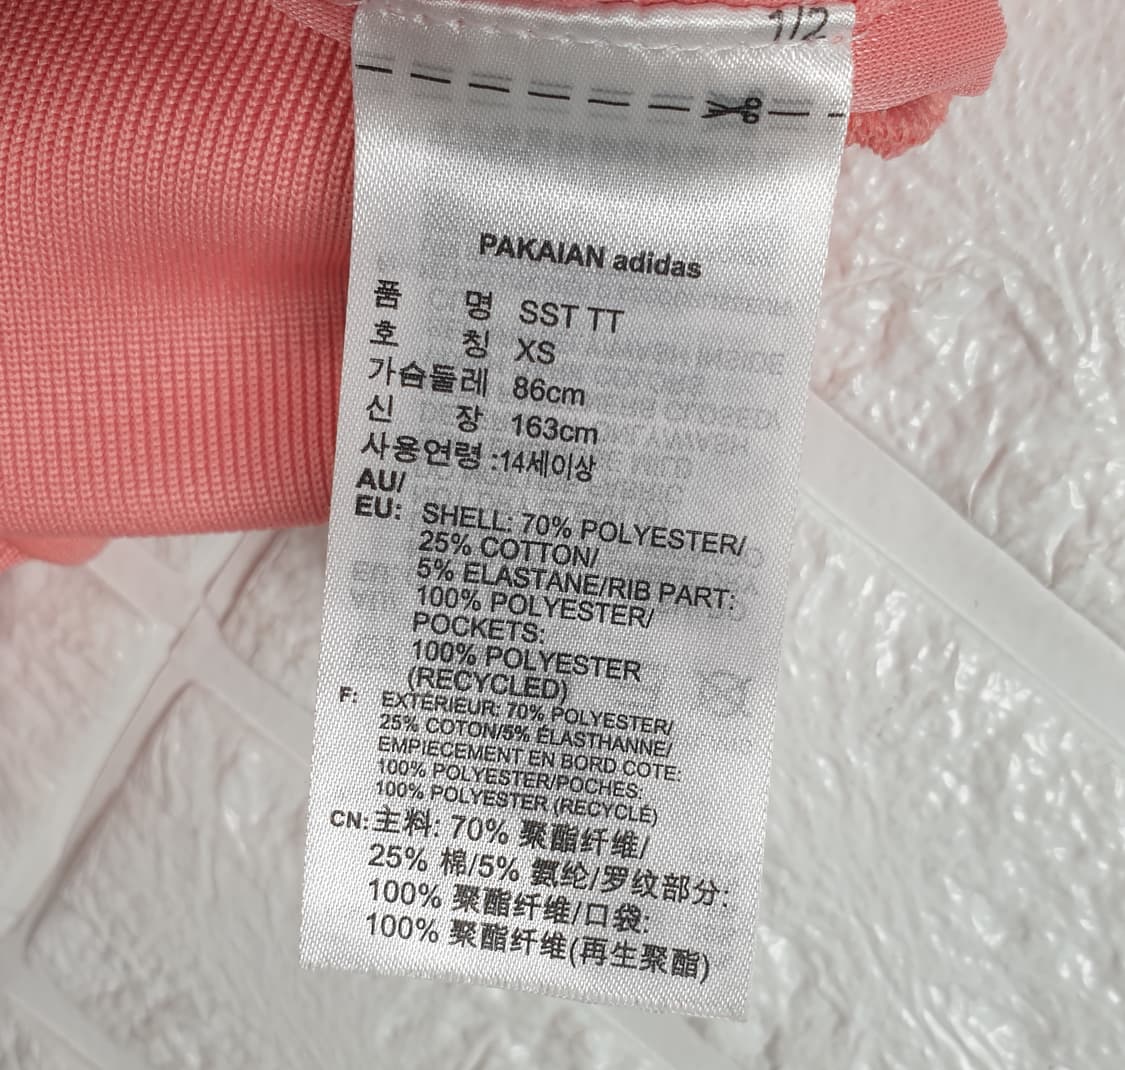 1/2
PAKAIAN adidas
품 명 SST TT
호 칭 XS
가슴둘레 86cm
신 장 163cm
사용연령 :14세이상
AU/
EU: SHELL: 70% POLYESTER/
25% COTTON/
5% ELASTANE/RIB PART:
100% POLYESTER/
POCKETS:
100% POLYESTER
(RECYCLED)
F: EXTERIEUR: 70% POLYESTER/
25% COTON/5% ÉLASTHANNE/
EMPIECEMENT EN BORD COTE:
100% POLYESTER/POCHES:
100% POLYESTER (RECYCLÉ)
CN: 主料: 70% 聚酯纤维/
25% 棉/5% 氨纶/罗纹部分:
100% 聚酯纤维/口袋:
100% 聚酯纤维(再生聚酯)